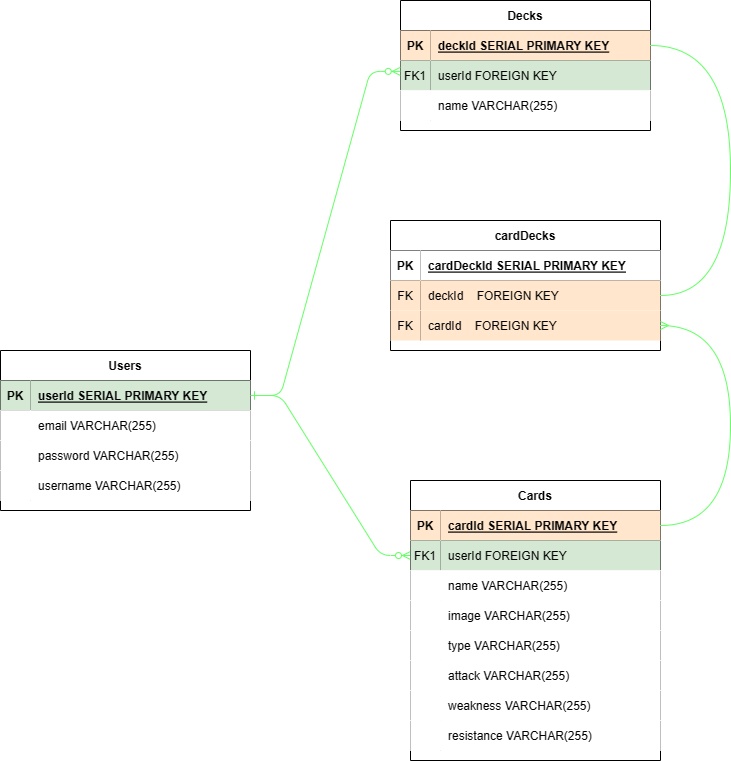 Decks
PK deckId SERIAL PRIMARY KEY
FK1 userId FOREIGN KEY
name VARCHAR(255)
cardDecks
PK cardDeckId SERIAL PRIMARY KEY
FK deckId FOREIGN KEY
FK cardId FOREIGN KEY
Users
PK userId SERIAL PRIMARY KEY
email VARCHAR(255)
password VARCHAR(255)
username VARCHAR(255)
Cards
PK cardId SERIAL PRIMARY KEY
FK1 userId FOREIGN KEY
name VARCHAR(255)
image VARCHAR(255)
type VARCHAR(255)
attack VARCHAR(255)
weakness VARCHAR(255)
resistance VARCHAR(255)